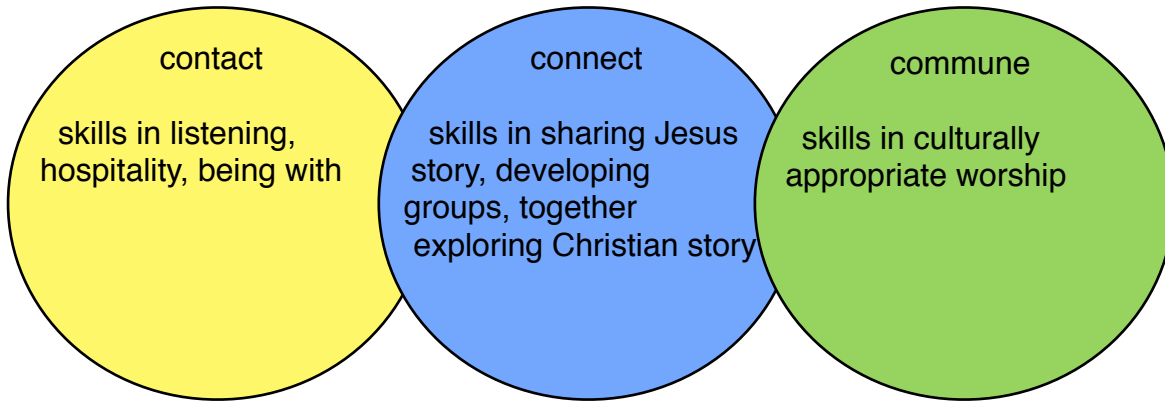 contact
skills in listening,
hospitality, being with
connect
skills in sharing Jesus
story, developing
groups, together
exploring Christian story
commune
skills in culturally
appropriate worship